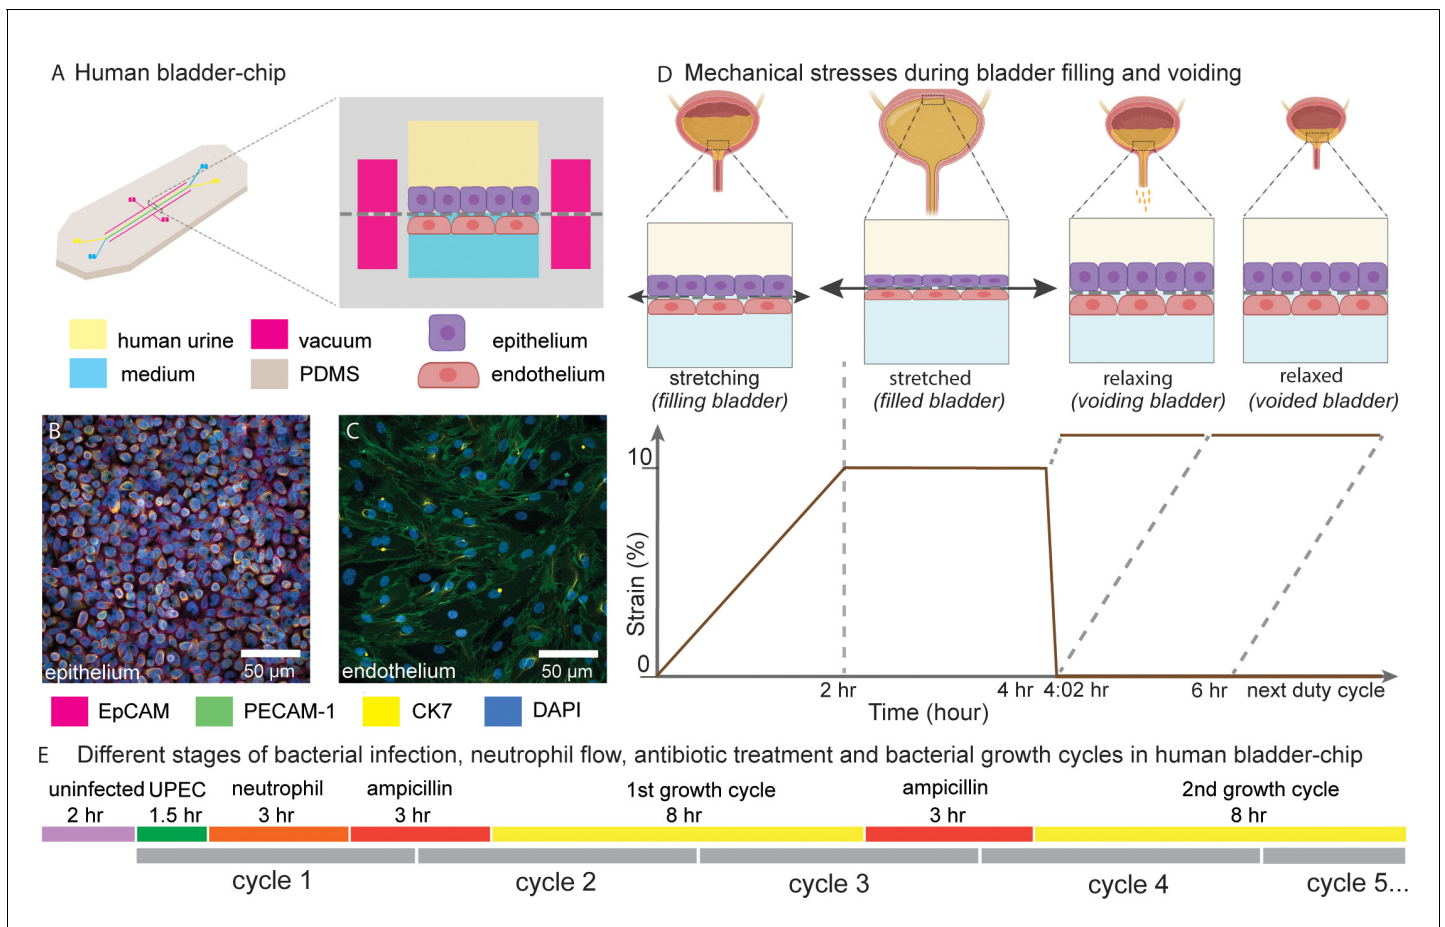 A Human bladder-chip
human urine
vacuum
epithelium
medium
PDMS
endothelium
B
epithelium
50 µm
C
endothelium
50 µm
EpCAM
PECAM-1
CK7
DAPI
D Mechanical stresses during bladder filling and voiding
stretching
(filling bladder)
stretched
(filled bladder)
relaxing
(voiding bladder)
relaxed
(voided bladder)
10
0
Strain (%)
2 hr
4 hr
4:02 hr
6 hr
next duty cycle
Time (hour)
E Different stages of bacterial infection, neutrophil flow, antibiotic treatment and bacterial growth cycles in human bladder-chip
uninfected
2 hr
UPEC
1.5 hr
neutrophil
3 hr
ampicillin
3 hr
1st growth cycle
8 hr
ampicillin
3 hr
2nd growth cycle
8 hr
cycle 1
cycle 2
cycle 3
cycle 4
cycle 5...